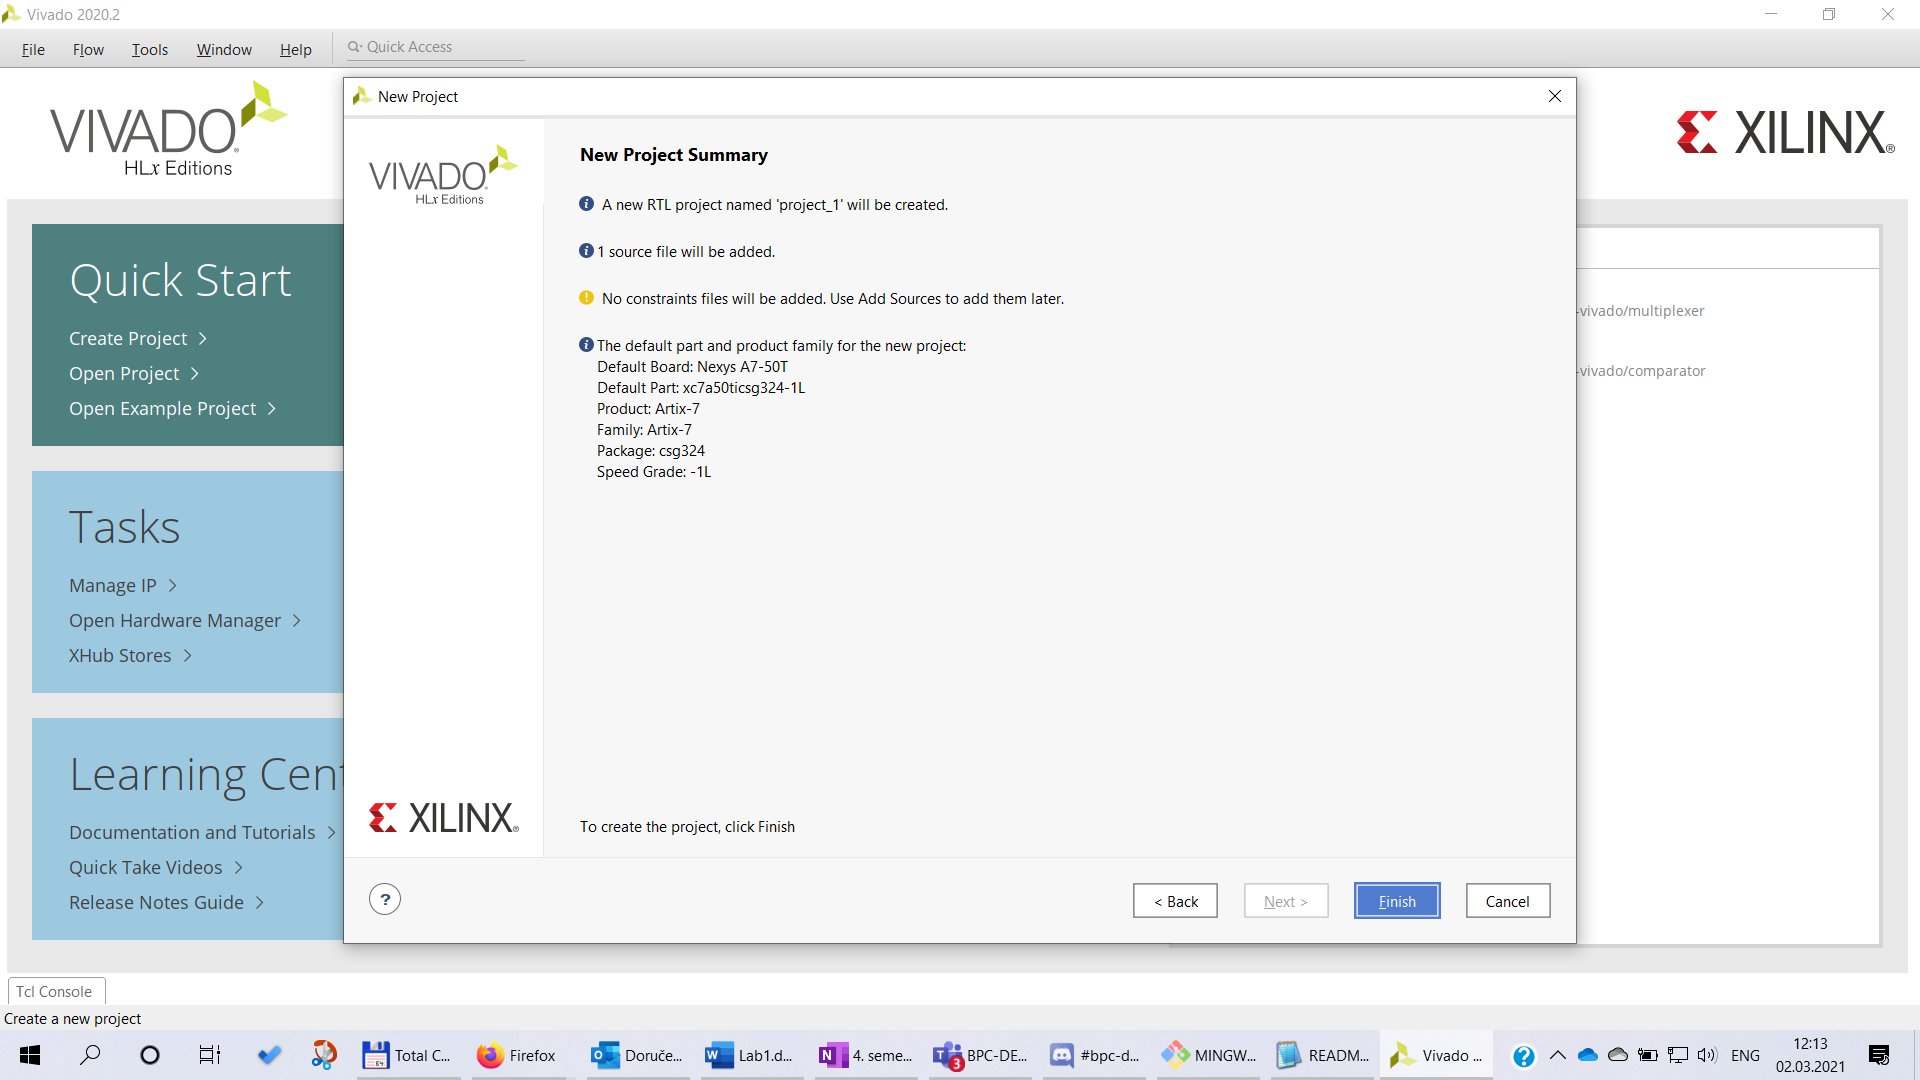 Vivado 2020.2
File Flow Tools Window Help Quick Access
VIVADO.
HLx Editions
XILINX®
Quick Start
Create Project >
Open Project >
Open Example Project >
Tasks
Manage IP >
Open Hardware Manager >
XHub Stores >
Learning Cent
Documentation and Tutorials >
Quick Take Videos >
Release Notes Guide >
New Project
VIVADO.
HLx Editions
XILINX®
New Project Summary
A new RTL project named 'project_1' will be created.
1 source file will be added.
No constraints files will be added. Use Add Sources to add them later.
The default part and product family for the new project:
Default Board: Nexys A7-50T
Default Part: xc7a50ticsg324-1L
Product: Artix-7
Family: Artix-7
Package: csg324
Speed Grade: -1L
To create the project, click Finish
?
< Back Next > Finish Cancel
-vivado/multiplexer
-vivado/comparator
Tcl Console
Create a new project
Total C... Firefox Doruče... Lab1.d... 4. seme... BPC-DE... #bpc-d... MINGW... READM... Vivado ... ENG
12:13
02.03.2021